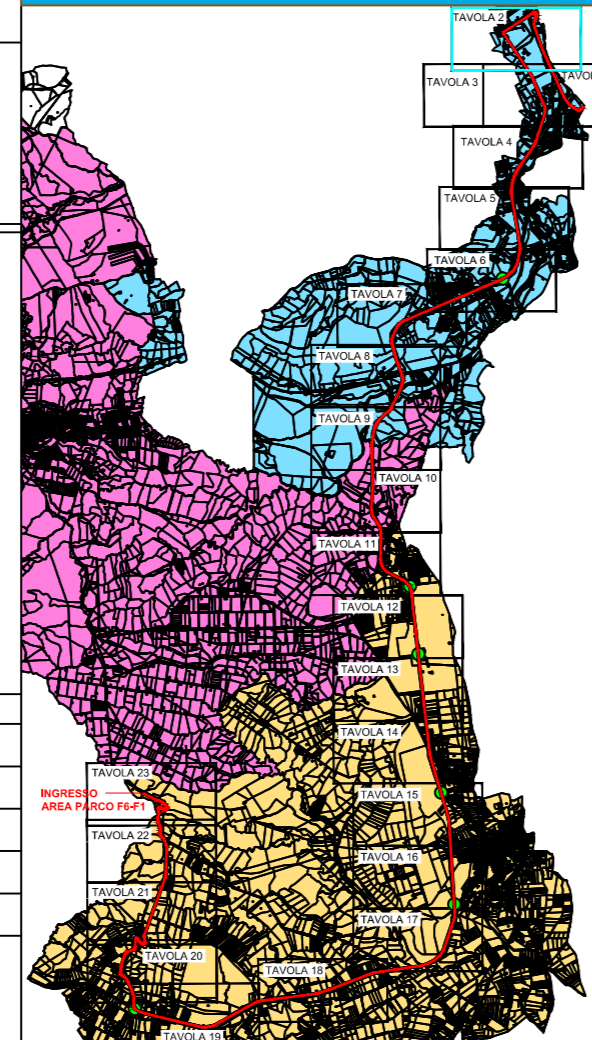 TAVOLA 2
TAVOL
TAVOLA 3
TAVOLA 4
TAVOLA 5
TAVOLA 6
TAVOLA 7
TAVOLA 8
TAVOLA 9
TAVOLA 10
TAVOLA 11
TAVOLA 12
TAVOLA 13
TAVOLA 14
TAVOLA 23
INGRESSO
AREA PARCO F6-F1
TAVOLA 15
TAVOLA 22
TAVOLA 16
TAVOLA 21
TAVOLA 17
TAVOLA 20
TAVOLA 18
TAVOLA 19